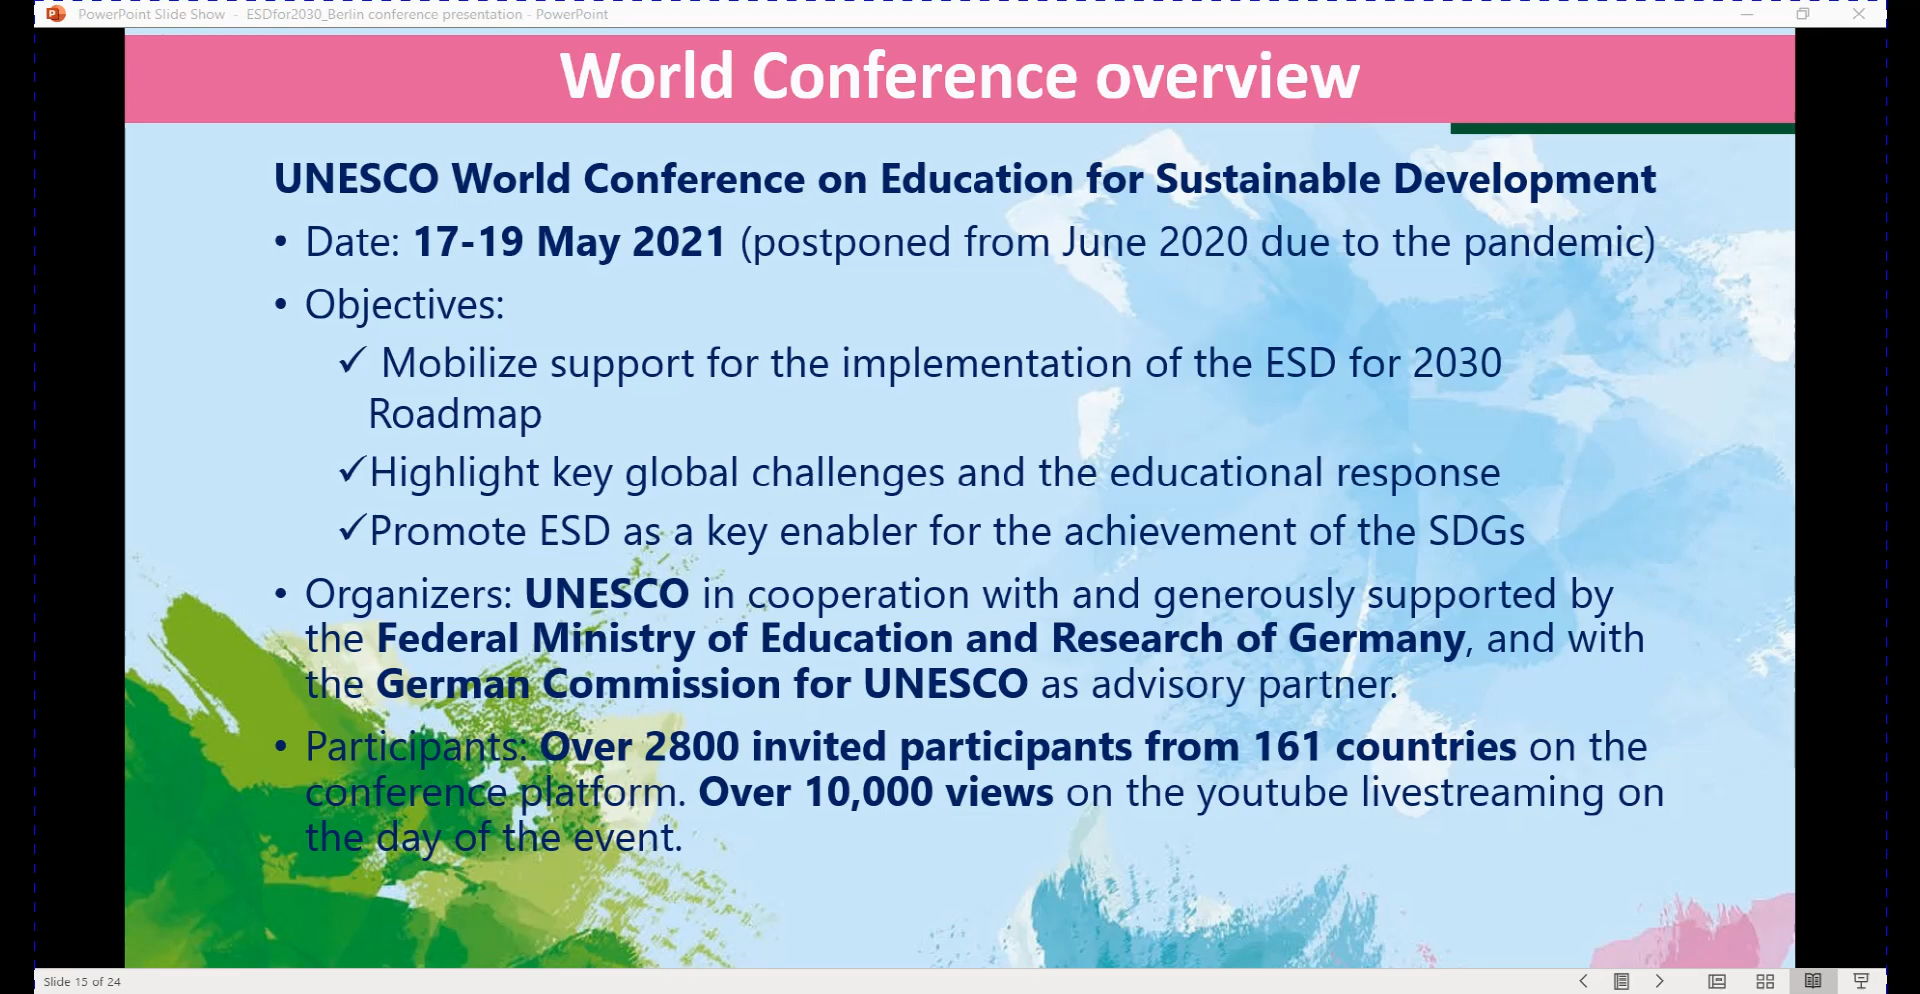 PowerPoint Slide Show - ESDfor2030_Berlin conference presentation - PowerPoint
World Conference overview
UNESCO World Conference on Education for Sustainable Development
• Date: 17-19 May 2021 (postponed from June 2020 due to the pandemic)
• Objectives:
✓ Mobilize support for the implementation of the ESD for 2030
Roadmap
✓Highlight key global challenges and the educational response
✓Promote ESD as a key enabler for the achievement of the SDGs
• Organizers: UNESCO in cooperation with and generously supported by
the Federal Ministry of Education and Research of Germany, and with
the German Commission for UNESCO as advisory partner.
• Participants: Over 2800 invited participants from 161 countries on the
conference platform. Over 10,000 views on the youtube livestreaming on
the day of the event.
Slide 15 of 24